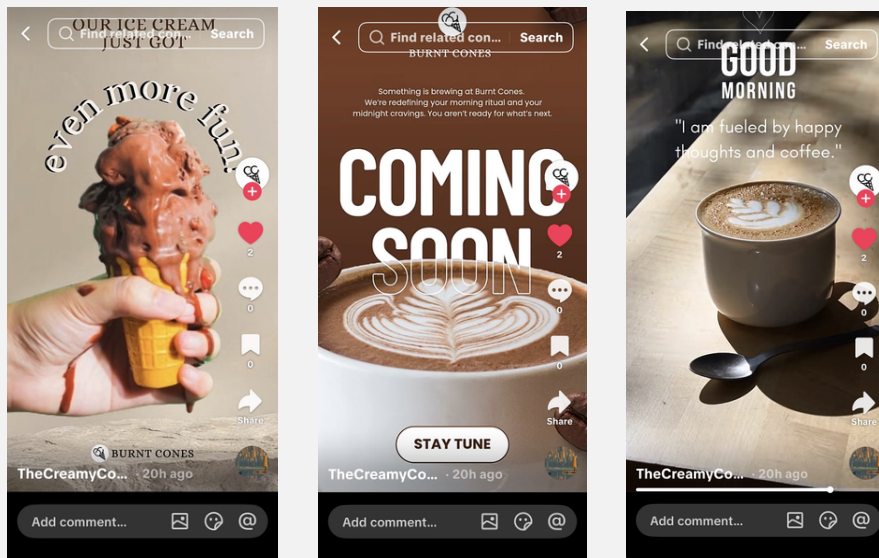 OUR ICE CREAM
JUST GOT
Find related con... Search
even more fun!
2
0
0
Share
BURNT CONES
TheCreamyCo... · 20h ago
Add comment...
Find related con... Search
BURNT CONES
Something is brewing at Burnt Cones.
We're redefining your morning ritual and your
midnight cravings. You aren't ready for what's next.
COMING
SOON
2
0
0
Share
STAY TUNE
TheCreamyCo... · 20h ago
Add comment...
Find related con... Search
GOOD
MORNING
"I am fueled by happy
thoughts and coffee."
2
0
0
Share
TheCreamyCo... · 20h ago
Add comment...